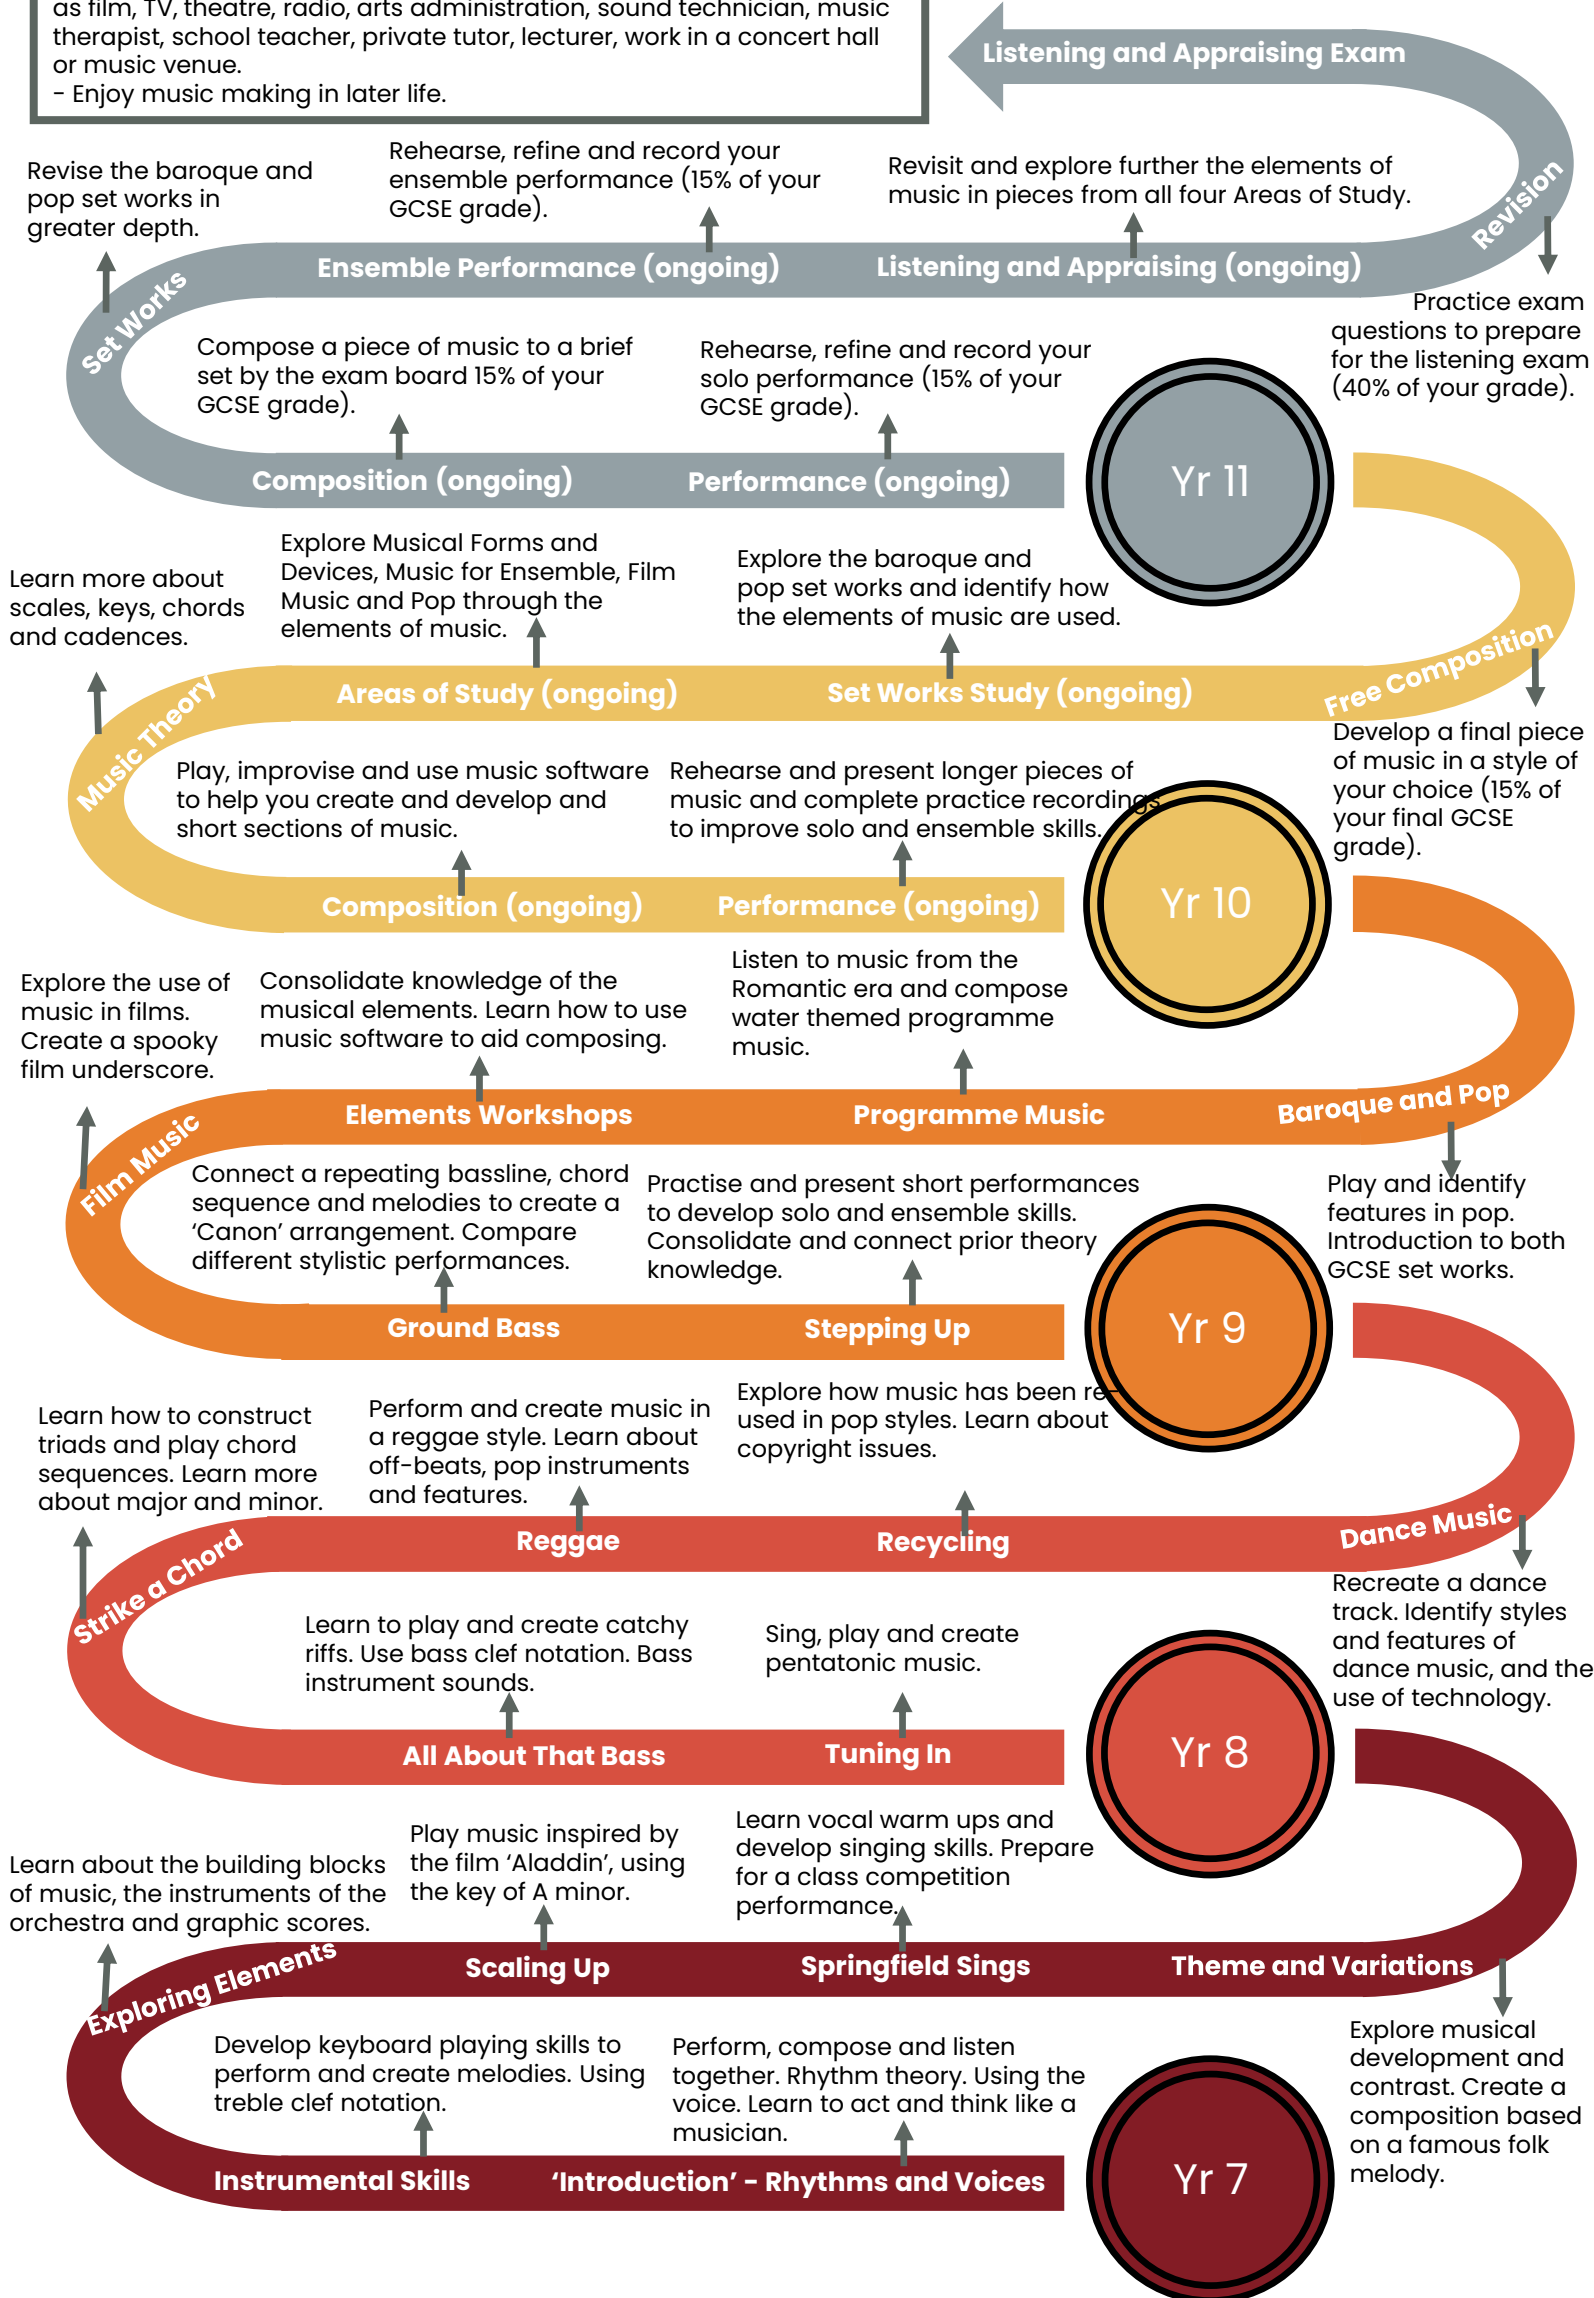 as film, TV, theatre, radio, arts administration, sound technician, music
therapist, school teacher, private tutor, lecturer, work in a concert hall
or music venue.
- Enjoy music making in later life.
Listening and Appraising Exam
Revise the baroque and
pop set works in
greater depth.
Rehearse, refine and record your
ensemble performance (15% of your
GCSE grade).
Revisit and explore further the elements of
music in pieces from all four Areas of Study.
Revision
Set Works
Ensemble Performance (ongoing)
Listening and Appraising (ongoing)
Practice exam
questions to prepare
for the listening exam
(40% of your grade).
Compose a piece of music to a brief
set by the exam board 15% of your
GCSE grade).
Rehearse, refine and record your
solo performance (15% of your
GCSE grade).
Composition (ongoing)
Performance (ongoing)
Yr 11
Learn more about
scales, keys, chords
and cadences.
Explore Musical Forms and
Devices, Music for Ensemble, Film
Music and Pop through the
elements of music.
Explore the baroque and
pop set works and identify how
the elements of music are used.
Music Theory
Areas of Study (ongoing)
Set Works Study (ongoing)
Free Composition
Develop a final piece
of music in a style of
your choice (15% of
your final GCSE
grade).
Play, improvise and use music software
to help you create and develop and
short sections of music.
Rehearse and present longer pieces of
music and complete practice recordings
to improve solo and ensemble skills.
Composition (ongoing)
Performance (ongoing)
Yr 10
Explore the use of
music in films.
Create a spooky
film underscore.
Consolidate knowledge of the
musical elements. Learn how to use
music software to aid composing.
Listen to music from the
Romantic era and compose
water themed programme
music.
Film Music
Elements Workshops
Programme Music
Baroque and Pop
Play and identify
features in pop.
Introduction to both
GCSE set works.
Connect a repeating bassline, chord
sequence and melodies to create a
‘Canon’ arrangement. Compare
different stylistic performances.
Practise and present short performances
to develop solo and ensemble skills.
Consolidate and connect prior theory
knowledge.
Ground Bass
Stepping Up
Yr 9
Learn how to construct
triads and play chord
sequences. Learn more
about major and minor.
Perform and create music in
a reggae style. Learn about
off-beats, pop instruments
and features.
Explore how music has been re-
used in pop styles. Learn about
copyright issues.
Strike a Chord
Reggae
Recycling
Dance Music
Recreate a dance
track. Identify styles
and features of
dance music, and the
use of technology.
Learn to play and create catchy
riffs. Use bass clef notation. Bass
instrument sounds.
Sing, play and create
pentatonic music.
All About That Bass
Tuning In
Yr 8
Learn about the building blocks
of music, the instruments of the
orchestra and graphic scores.
Play music inspired by
the film ‘Aladdin’, using
the key of A minor.
Learn vocal warm ups and
develop singing skills. Prepare
for a class competition
performance.
Exploring Elements
Scaling Up
Springfield Sings
Theme and Variations
Explore musical
development and
contrast. Create a
composition based
on a famous folk
melody.
Develop keyboard playing skills to
perform and create melodies. Using
treble clef notation.
Perform, compose and listen
together. Rhythm theory. Using the
voice. Learn to act and think like a
musician.
Instrumental Skills
‘Introduction’ - Rhythms and Voices
Yr 7